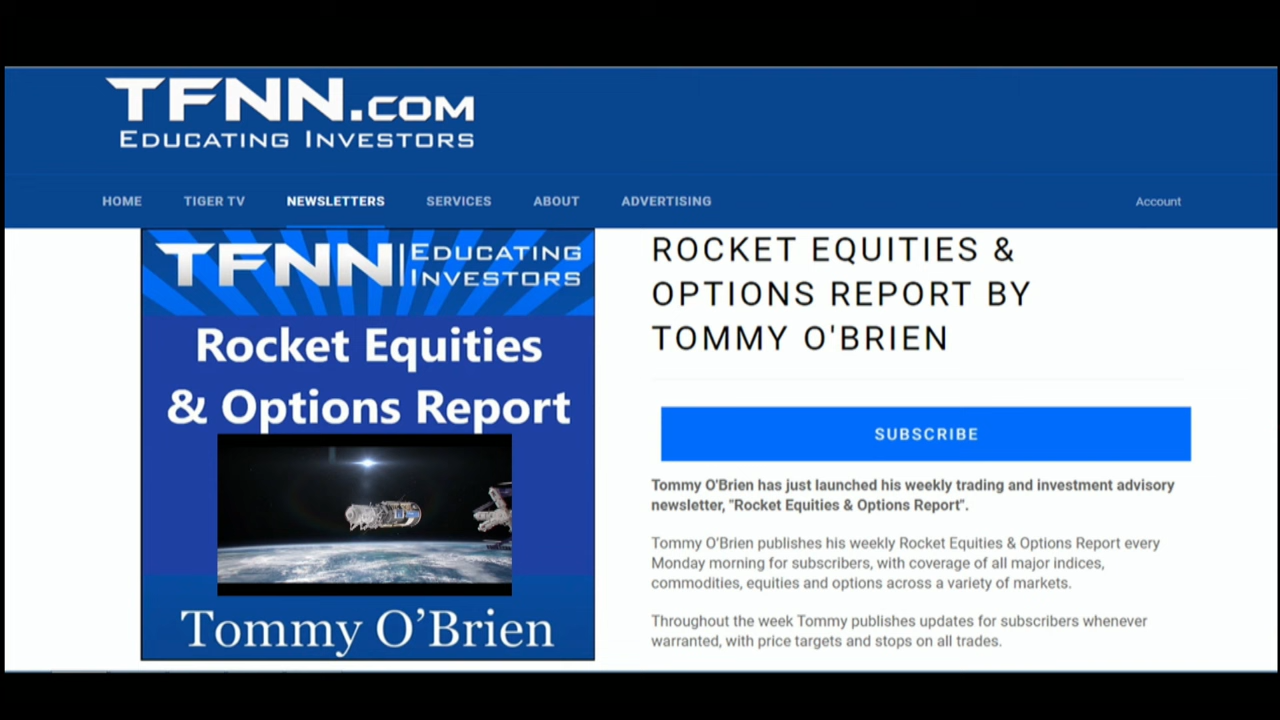 TFNN.COM
EDUCATING INVESTORS
HOME TIGER TV NEWSLETTERS SERVICES ABOUT ADVERTISING Account
TFNN | EDUCATING
INVESTORS
Rocket Equities
& Options Report
Tommy O'Brien
ROCKET EQUITIES &
OPTIONS REPORT BY
TOMMY O'BRIEN
SUBSCRIBE
Tommy O'Brien has just launched his weekly trading and investment advisory
newsletter, "Rocket Equities & Options Report".
Tommy O'Brien publishes his weekly Rocket Equities & Options Report every
Monday morning for subscribers, with coverage of all major indices,
commodities, equities and options across a variety of markets.
Throughout the week Tommy publishes updates for subscribers whenever
warranted, with price targets and stops on all trades.